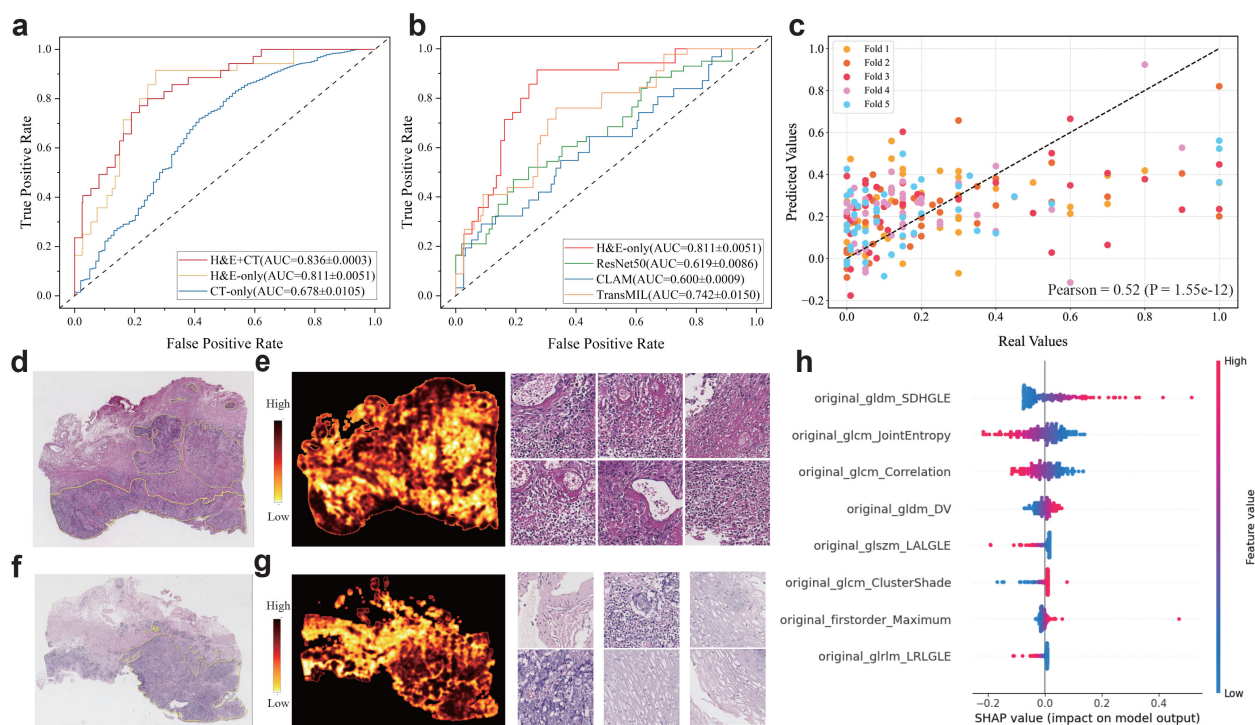 a
1.0
0.8
0.6
0.4
0.2
0.0
True Positive Rate
H&E+CT(AUC=0.836±0.0003)
H&E-only(AUC=0.811±0.0051)
CT-only(AUC=0.678±0.0105)
0.0 0.2 0.4 0.6 0.8 1.0
False Positive Rate
b
1.0
0.8
0.6
0.4
0.2
0.0
True Positive Rate
H&E-only(AUC=0.811±0.0051)
ResNet50(AUC=0.619±0.0086)
CLAM(AUC=0.600±0.0009)
TransMIL(AUC=0.742±0.0150)
0.0 0.2 0.4 0.6 0.8 1.0
False Positive Rate
c
Fold 1
Fold 2
Fold 3
Fold 4
Fold 5
1.0
0.8
0.6
0.4
0.2
0.0
−0.2
Predicted Values
Pearson = 0.52 (P = 1.55e-12)
0.0 0.2 0.4 0.6 0.8 1.0
Real Values
d
e
High
Low
f
g
High
Low
h
original_gldm_SDHGLE
original_glcm_JointEntropy
original_glcm_Correlation
original_gldm_DV
original_glszm_LALGLE
original_glcm_ClusterShade
original_firstorder_Maximum
original_glrlm_LRLGLE
−0.2 0.0 0.2 0.4
SHAP value (impact on model output)
High
Feature value
Low